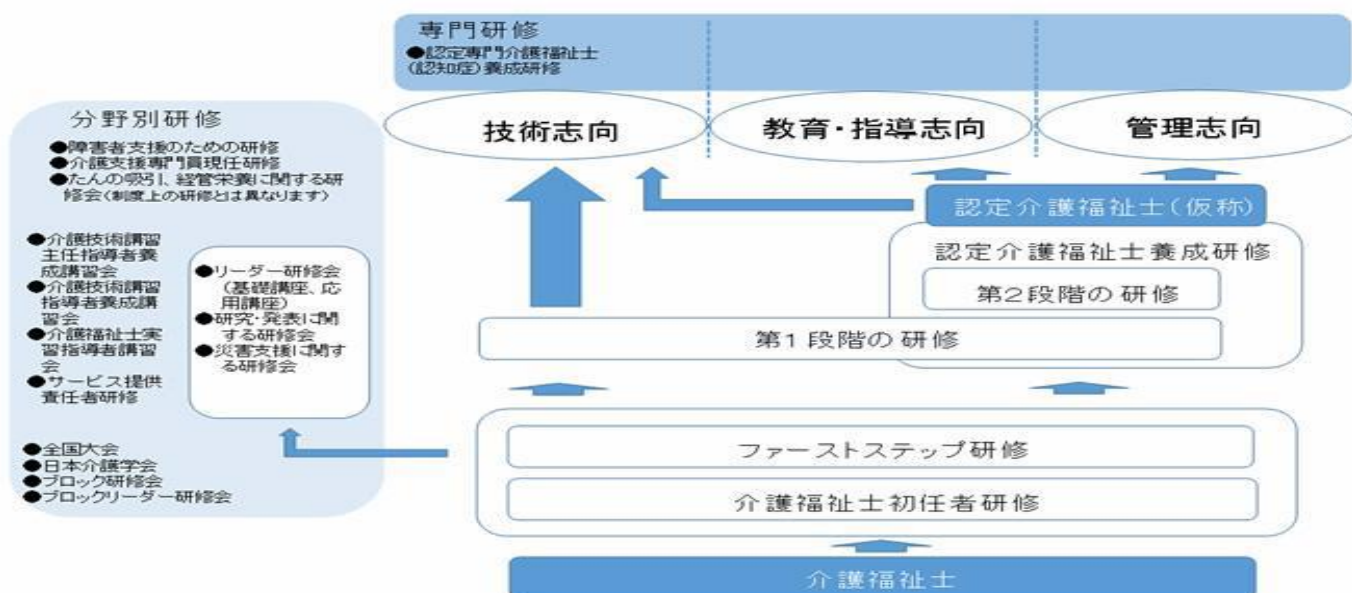 専門研修
●認定専門介護福祉士
(認知症)養成研修
技術志向
教育・指導志向
管理志向
分野別研修
●障害者支援のための研修
●介護支援専門員現任研修
●たんの吸引、経管栄養に関する研
修会(制度上の研修とは異なります)
●介護技術講習
主任指導者養
成講習会
●介護技術講習
指導者養成講
習会
●介護福祉士実
習指導者講習
会
●サービス提供
責任者研修
●リーダー研修会
(基礎講座、応
用講座)
●研究・発表に関
する研修会
●災害支援に関す
る研修会
●全国大会
●日本介護学会
●ブロック研修会
●ブロックリーダー研修会
認定介護福祉士(仮称)
認定介護福祉士養成研修
第2段階の研修
第1段階の研修
ファーストステップ研修
介護福祉士初任者研修
介護福祉士